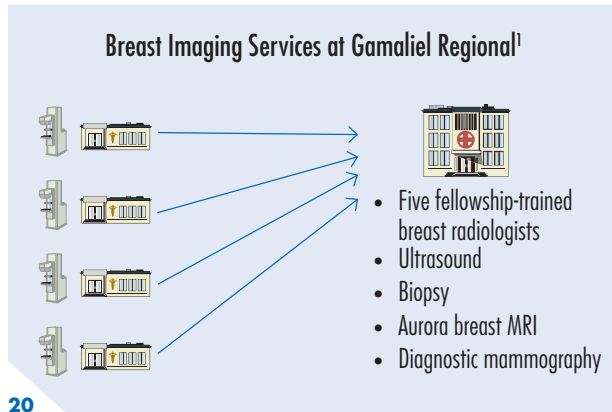 Breast Imaging Services at Gamaliel Regional¹
• Five fellowship-trained
breast radiologists
• Ultrasound
• Biopsy
• Aurora breast MRI
• Diagnostic mammography
20